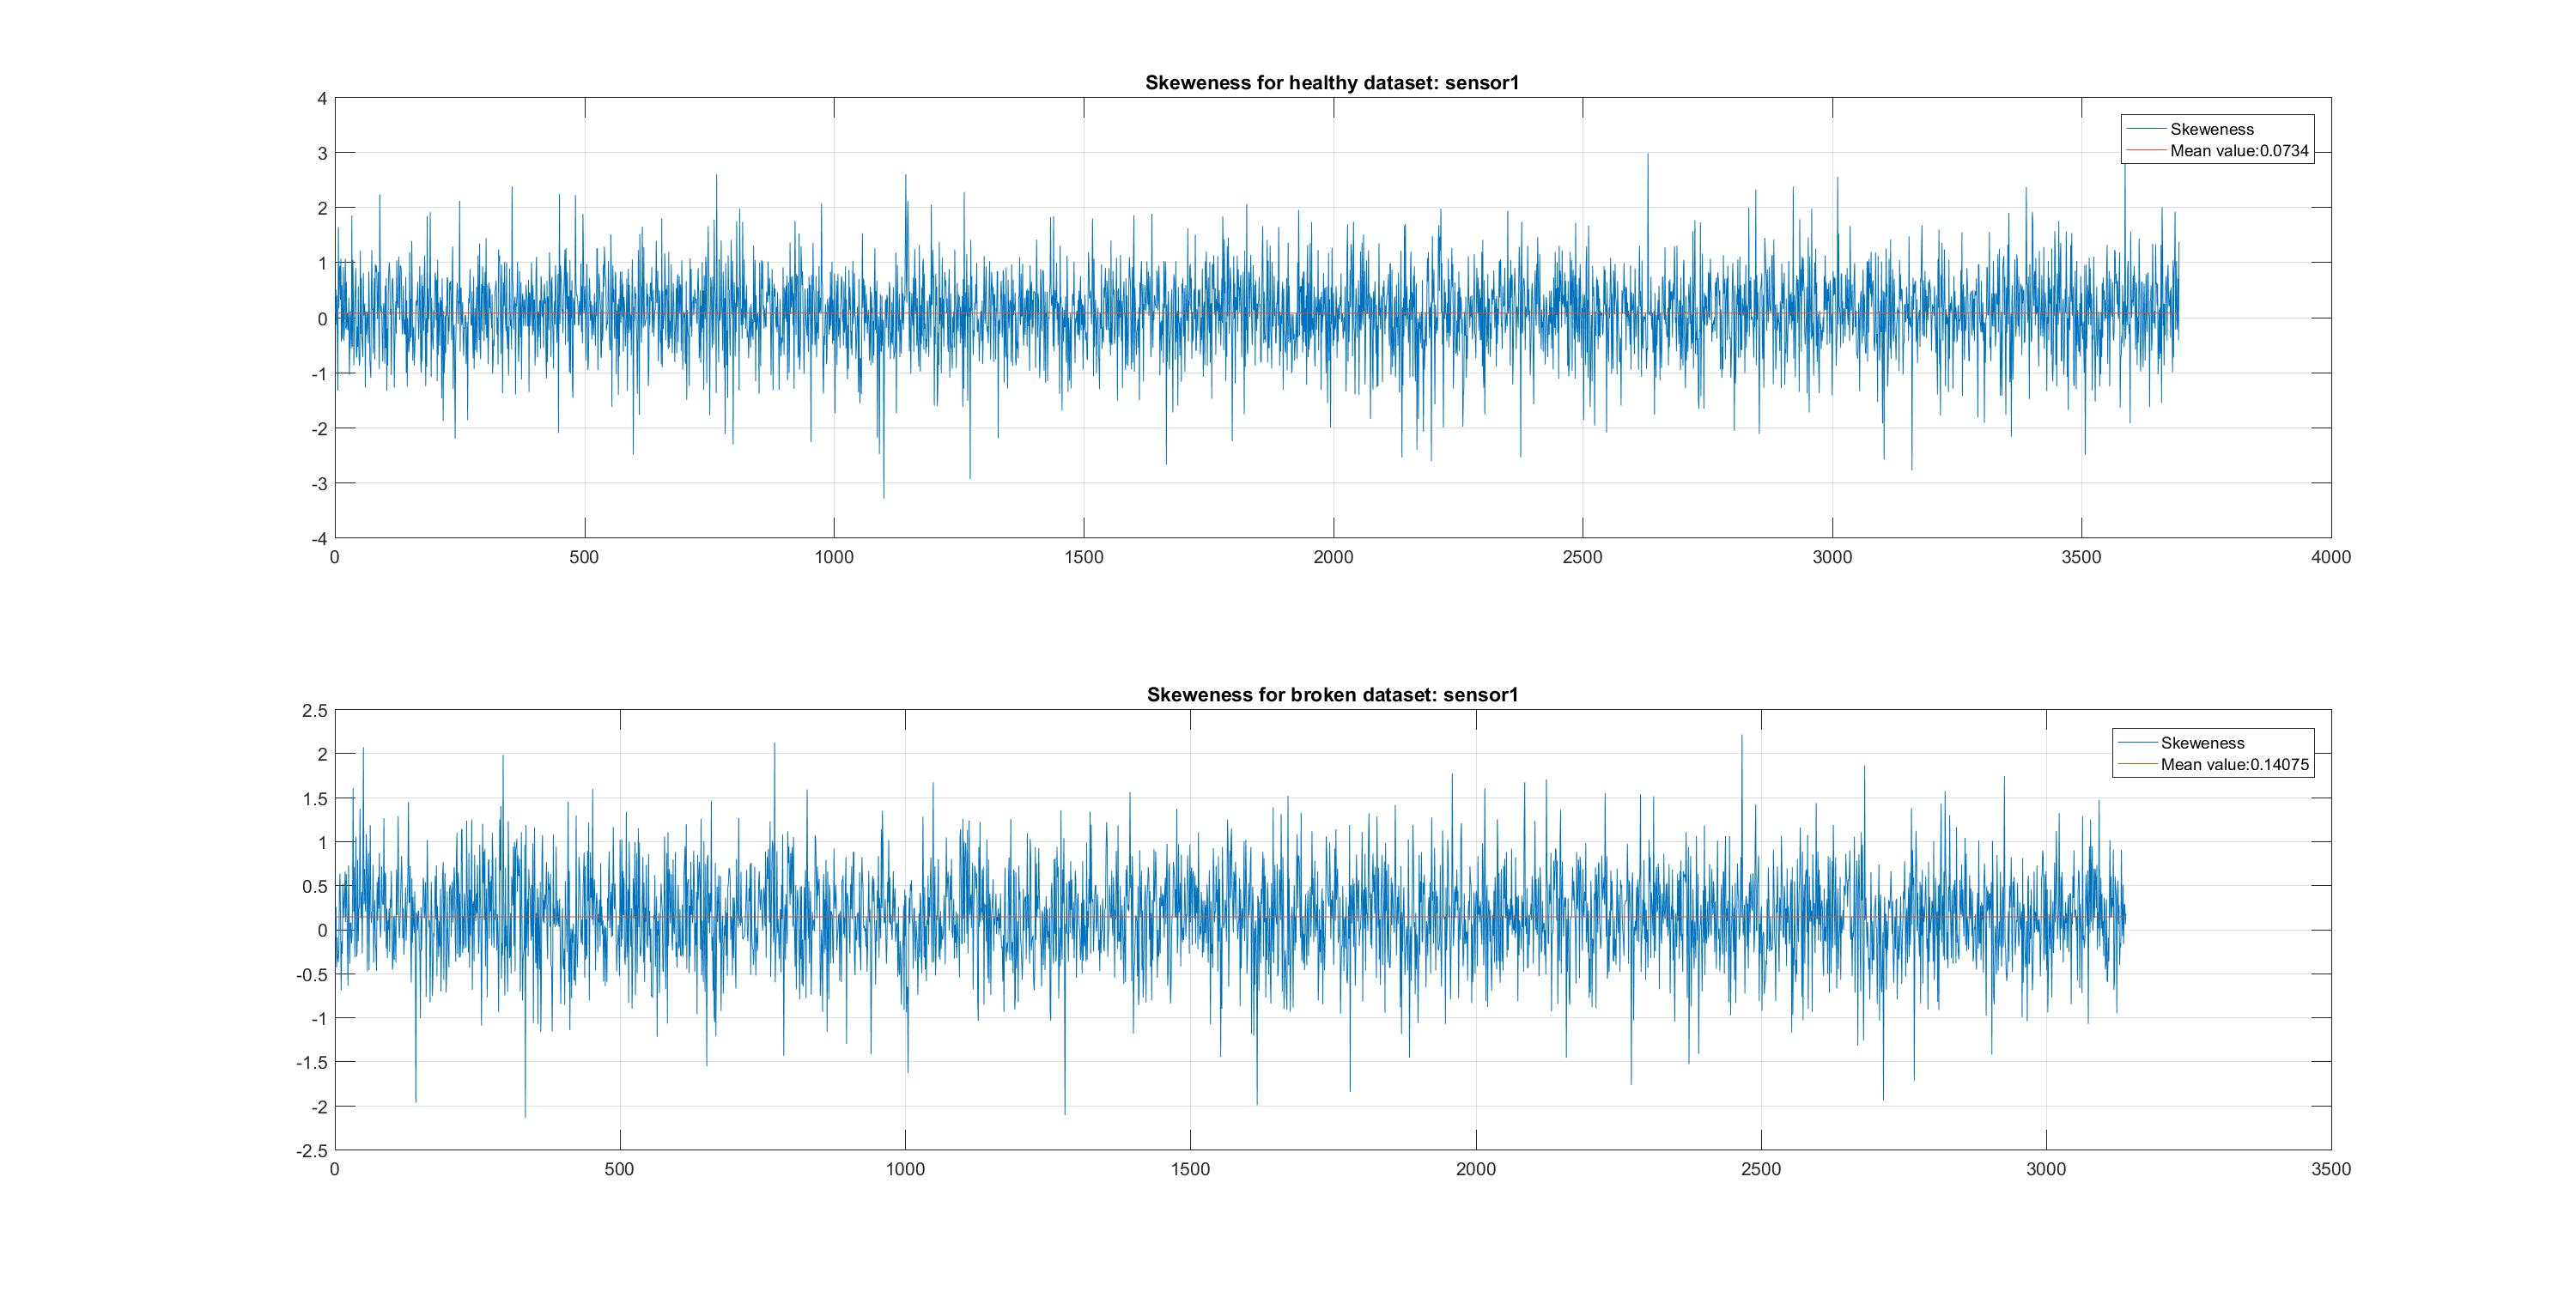 Skeweness for healthy dataset: sensor1
4
3
2
1
0
-1
-2
-3
-4
Skeweness
Mean value:0.0734
0 500 1000 1500 2000 2500 3000 3500 4000
Skeweness for broken dataset: sensor1
2.5
2
1.5
1
0.5
0
-0.5
-1
-1.5
-2
-2.5
Skeweness
Mean value:0.14075
0 500 1000 1500 2000 2500 3000 3500